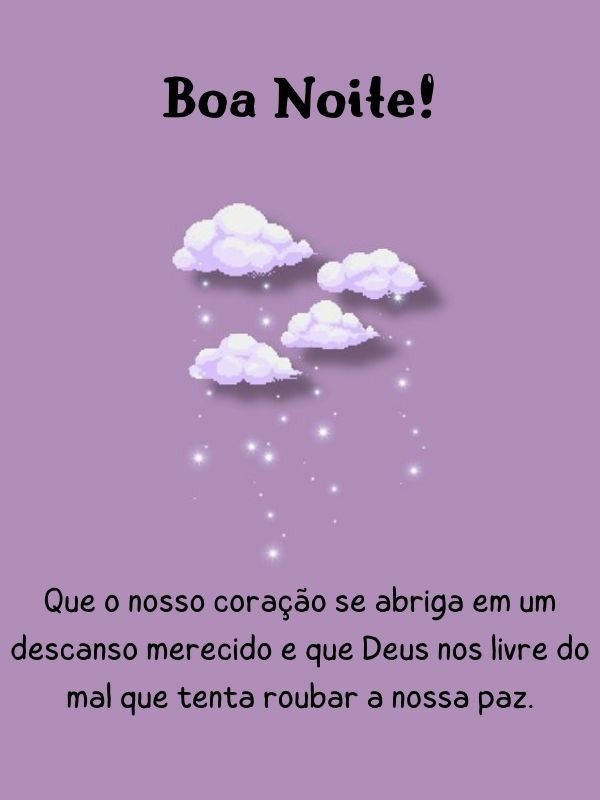 Boa Noite!
Que o nosso coração se abriga em um
descanso merecido e que Deus nos livre do
mal que tenta roubar a nossa paz.